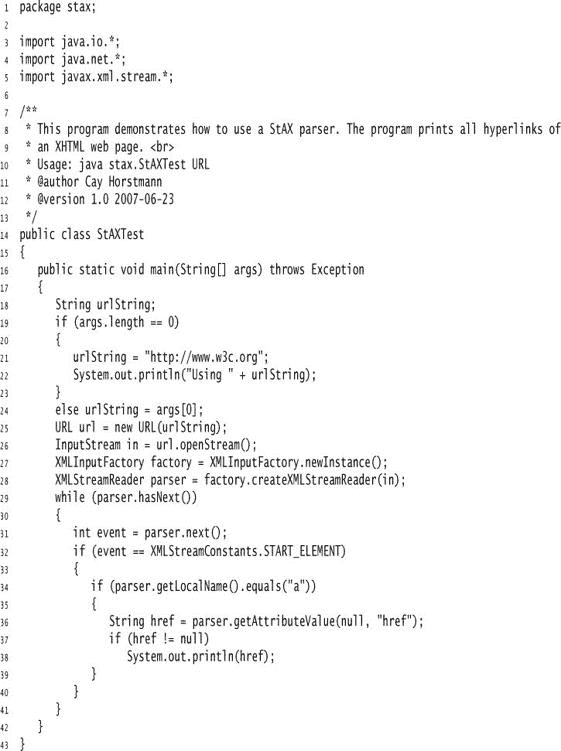 1 package stax;
2
3 import java.io.*;
4 import java.net.*;
5 import javax.xml.stream.*;
6
7 /**
8  * This program demonstrates how to use a StAX parser. The program prints all hyperlinks of
9  * an XHTML web page. <br>
10  * Usage: java stax.StAXTest URL
11  * @author Cay Horstmann
12  * @version 1.0 2007-06-23
13  */
14 public class StAXTest
15 {
16    public static void main(String[] args) throws Exception
17    {
18       String urlString;
19       if (args.length == 0)
20       {
21          urlString = "http://www.w3c.org";
22          System.out.println("Using " + urlString);
23       }
24       else urlString = args[0];
25       URL url = new URL(urlString);
26       InputStream in = url.openStream();
27       XMLInputFactory factory = XMLInputFactory.newInstance();
28       XMLStreamReader parser = factory.createXMLStreamReader(in);
29       while (parser.hasNext())
30       {
31          int event = parser.next();
32          if (event == XMLStreamConstants.START_ELEMENT)
33          {
34             if (parser.getLocalName().equals("a"))
35             {
36                String href = parser.getAttributeValue(null, "href");
37                if (href != null)
38                   System.out.println(href);
39             }
40          }
41       }
42    }
43 }